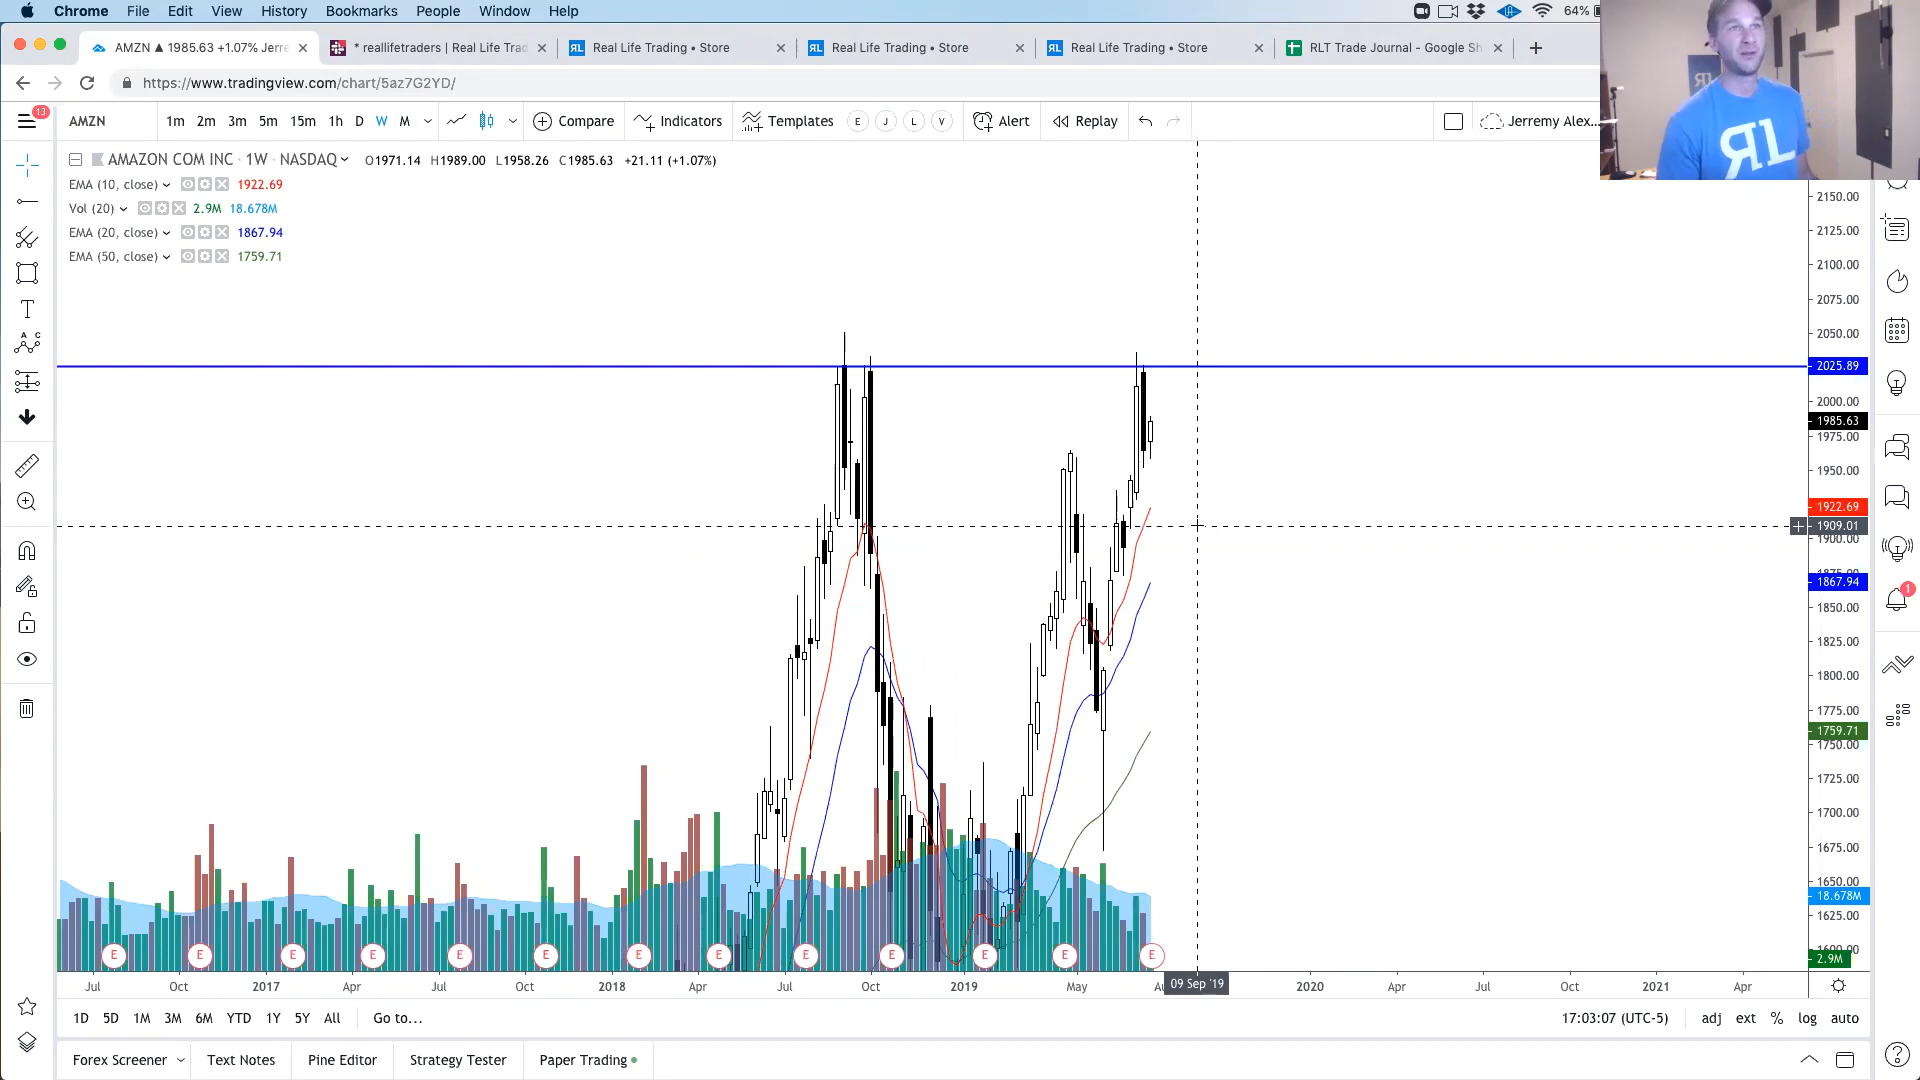 Chrome File Edit View History Bookmarks People Window Help 64%
AMZN ▲ 1985.63 +1.07% Jerre * reallifetraders | Real Life Trad Real Life Trading • Store Real Life Trading • Store Real Life Trading • Store RLT Trade Journal - Google Sh
https://www.tradingview.com/chart/5az7G2YD/
13
AMZN 1m 2m 3m 5m 15m 1h D W M Compare Indicators Templates E J L V Alert Replay Jerremy Alex...
RL
AMAZON COM INC · 1W · NASDAQ O1971.14 H1989.00 L1958.26 C1985.63 +21.11 (+1.07%)
EMA (10, close) 1922.69
Vol (20) 2.9M 18.678M
EMA (20, close) 1867.94
EMA (50, close) 1759.71
2150.00
2125.00
2100.00
2075.00
2050.00
2025.89
2000.00
1985.63
1975.00
1950.00
1922.69
1909.01
1900.00
1875.00
1867.94
1850.00
1825.00
1800.00
1775.00
1759.71
1750.00
1725.00
1700.00
1675.00
1650.00
18.678M
1625.00
1600.00
2.9M
1
E E E E E E E E E E E E E
Jul Oct 2017 Apr Jul Oct 2018 Apr Jul Oct 2019 May 09 Sep '19 2020 Apr Jul Oct 2021 Apr
1D 5D 1M 3M 6M YTD 1Y 5Y All Go to... 17:03:07 (UTC-5) adj ext % log auto
Forex Screener Text Notes Pine Editor Strategy Tester Paper Trading